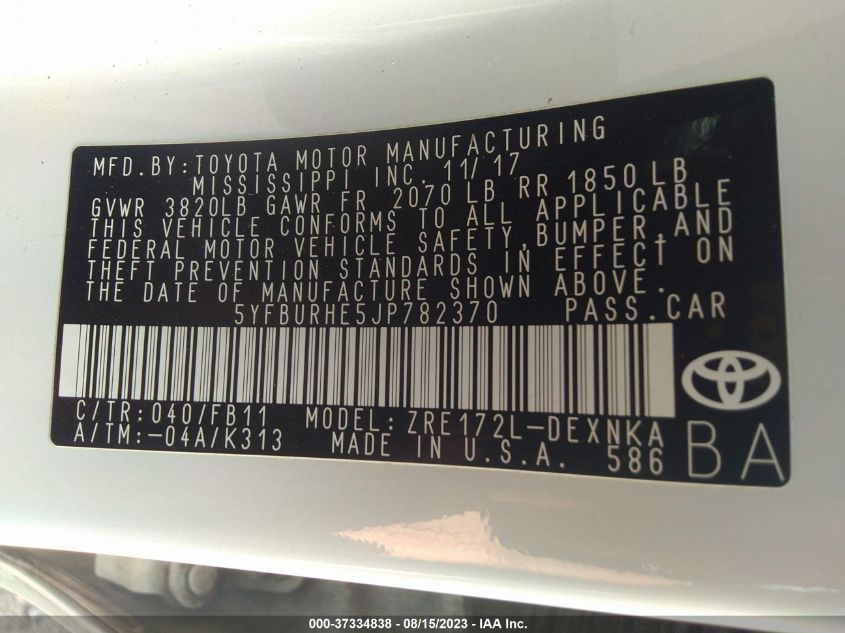 MFD.BY:TOYOTA MOTOR MANUFACTURING
MISSISSIPPI INC. 11/17
GVWR 3820LB GAWR FR 2070 LB RR 1850 LB
THIS VEHICLE CONFORMS TO ALL APPLICABLE
FEDERAL MOTOR VEHICLE SAFETY,BUMPER,AND
THEFT PREVENTION STANDARDS IN EFFECT ON
THE DATE OF MANUFACTURE SHOWN ABOVE.
5YFBURHE5JP782370 PASS.CAR
C/TR:040/FB11 MODEL:ZRE172L-DEXNKA
A/TM:-04A/K313 MADE IN U.S.A. 586
BA
000-37334838 - 08/15/2023 - IAA Inc.